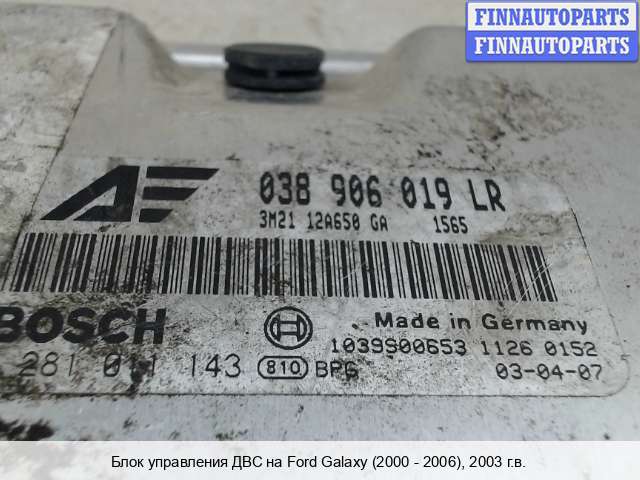 FINNAUTOPARTS
FINNAUTOPARTS
038 906 019 LR
3M21 12A650 GA 1565
BOSCH
Made in Germany
1039S00653 1126 0152
281 011 143 810 BPG 03-04-07
Блок управления ДВС на Ford Galaxy (2000 - 2006), 2003 г.в.